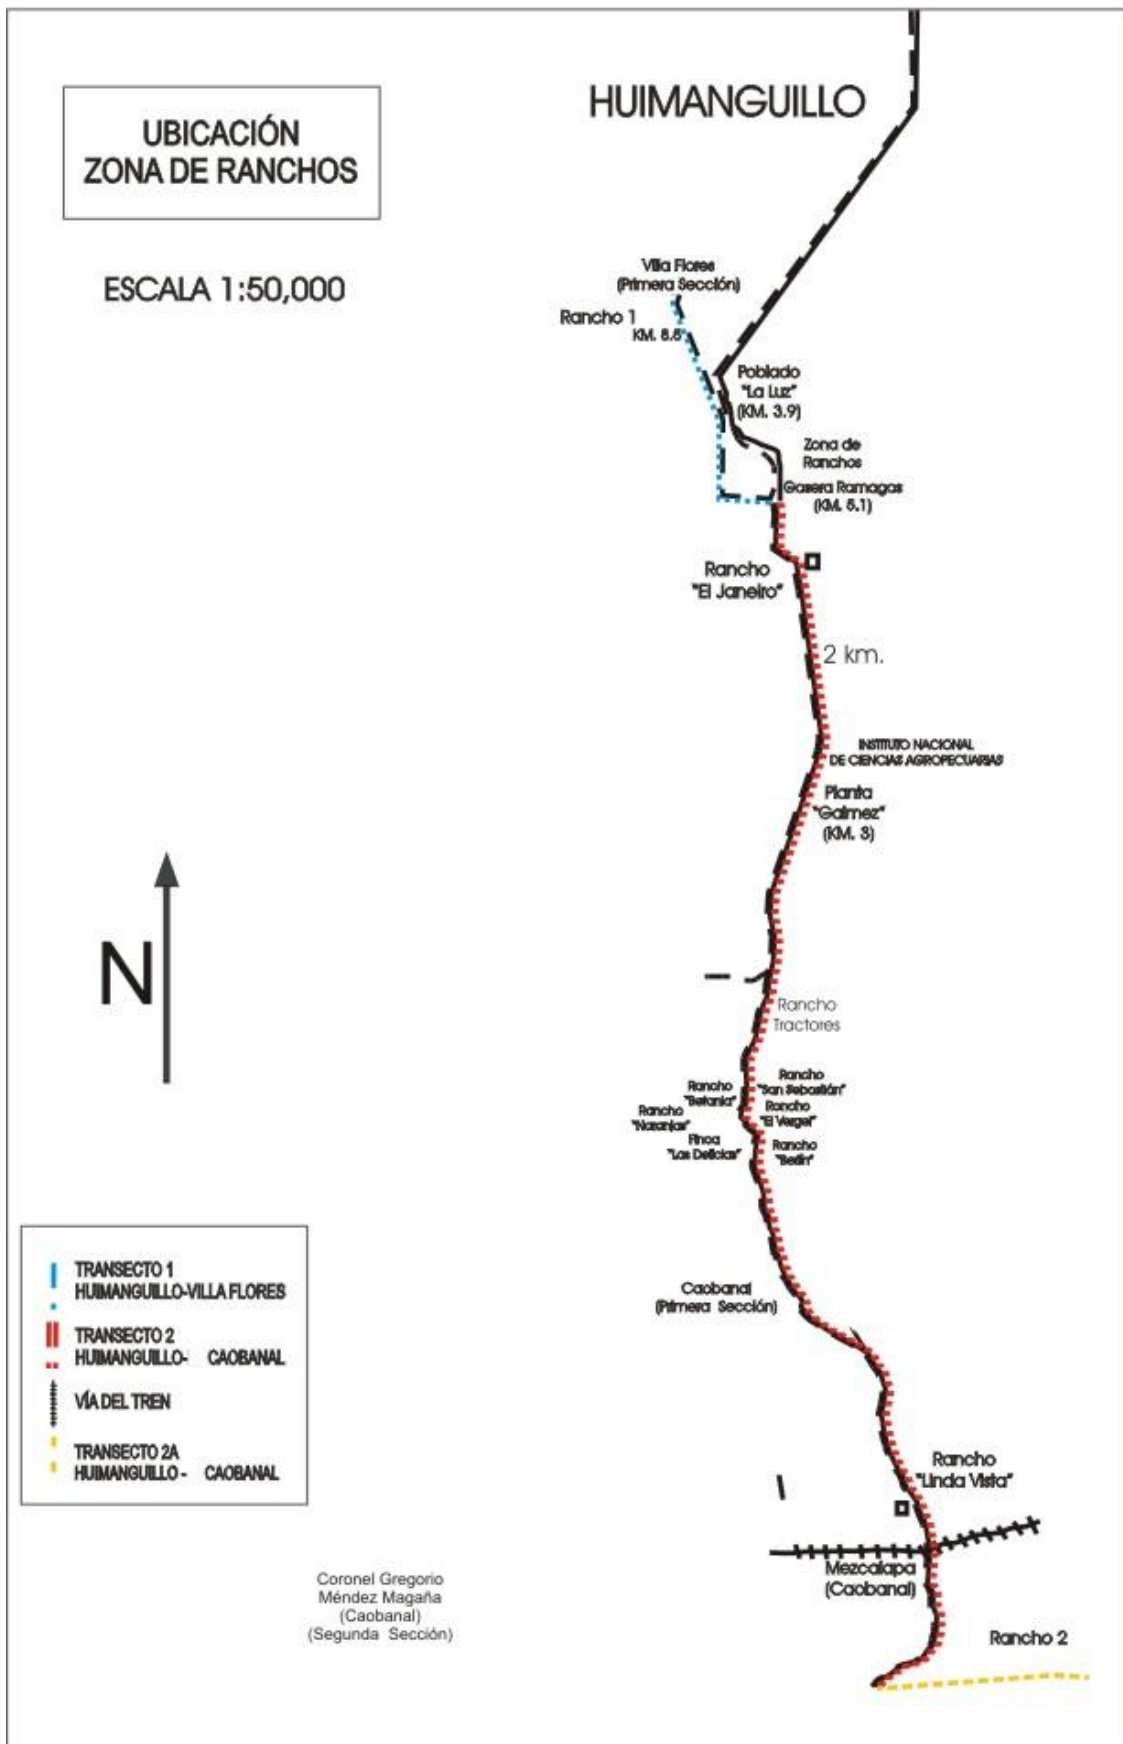 HUIMANGUILLO
UBICACIÓN
ZONA DE RANCHOS
ESCALA 1:50,000
Villa Flores
(Primera Sección)
Rancho 1
KM. 8.8
Poblado
"La Luz"
(KM. 3.9)
Zona de
Ranchos
Gasera Ramagas
(KM. 5.1)
Rancho
"El Janeiro"
2 km.
INSTITUTO NACIONAL
DE CIENCIAS AGROPECUARIAS
Planta
"Galmez"
(KM. 3)
N
Rancho
Tractores
Rancho
"San Sebastián"
Rancho
"Betania"
Rancho
"El Vergel"
Rancho
"Naranjas"
Finca
"Las Delicias"
Rancho
"Berlín"
Caobanal
(Primera Sección)
TRANSECTO 1
HUIMANGUILLO-VILLA FLORES
TRANSECTO 2
HUIMANGUILLO- CAOBANAL
VÍA DEL TREN
TRANSECTO 2A
HUIMANGUILLO - CAOBANAL
Rancho
"Linda Vista"
Mezcalapa
(Caobanal)
Coronel Gregorio
Méndez Magaña
(Caobanal)
(Segunda Sección)
Rancho 2